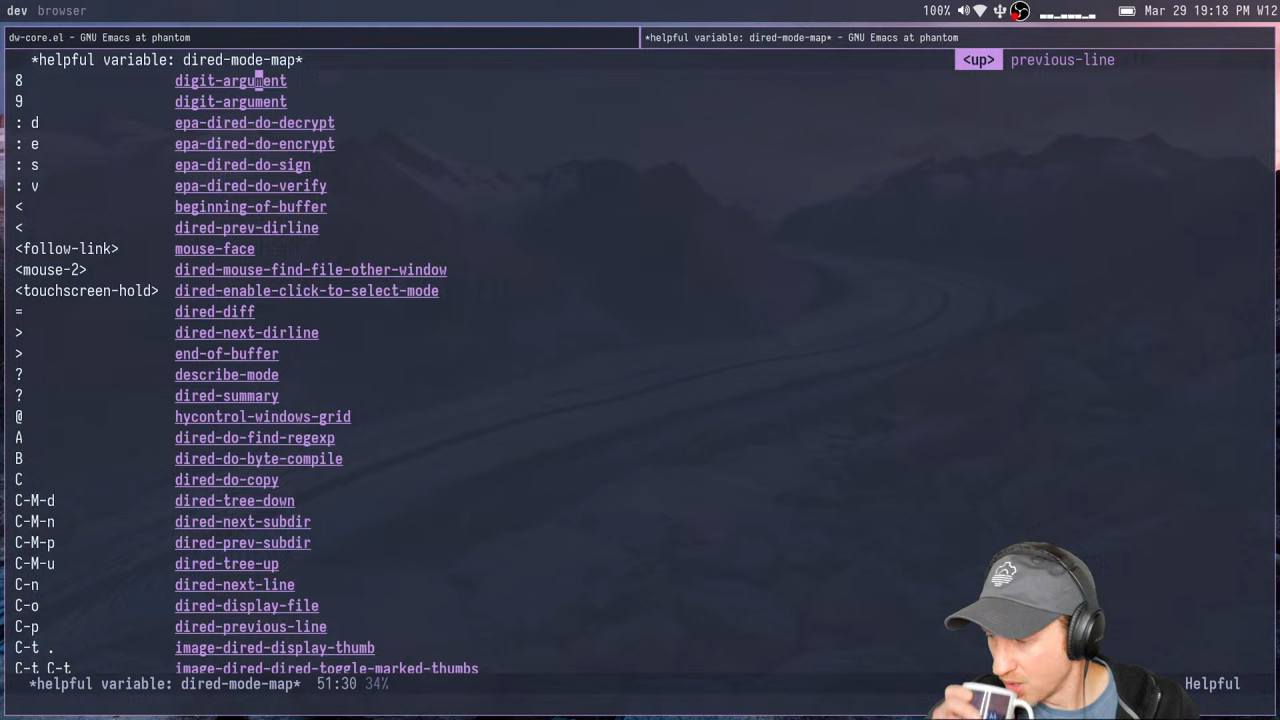 dev browser
100% Mar 29 19:18 PM W12
dw-core.el - GNU Emacs at phantom
*helpful variable: dired-mode-map* - GNU Emacs at phantom
*helpful variable: dired-mode-map*
<up> previous-line
8 digit-argument
9 digit-argument
: d epa-dired-do-decrypt
: e epa-dired-do-encrypt
: s epa-dired-do-sign
: v epa-dired-do-verify
< beginning-of-buffer
< dired-prev-dirline
<follow-link> mouse-face
<mouse-2> dired-mouse-find-file-other-window
<touchscreen-hold> dired-enable-click-to-select-mode
= dired-diff
> dired-next-dirline
> end-of-buffer
? describe-mode
? dired-summary
@ hycontrol-windows-grid
A dired-do-find-regexp
B dired-do-byte-compile
C dired-do-copy
C-M-d dired-tree-down
C-M-n dired-next-subdir
C-M-p dired-prev-subdir
C-M-u dired-tree-up
C-n dired-next-line
C-o dired-display-file
C-p dired-previous-line
C-t . image-dired-display-thumb
C-t C-t image-dired-dired-toggle-marked-thumbs
*helpful variable: dired-mode-map* 51:30 34%
Helpful